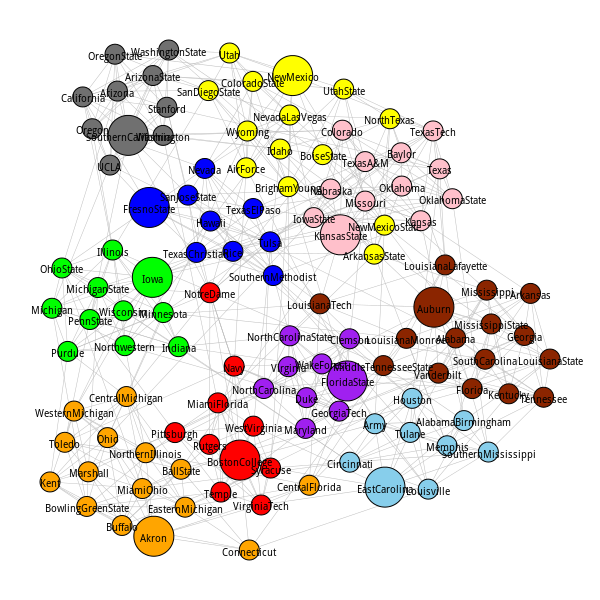 WashingtonState
OregonState
Utah
ArizonaState
NewMexico
ColoradoState
Arizona
SanDiegoState
UtahState
California
Stanford
NevadaLasVegas
NorthTexas
Oregon
SouthernCalifornia
Washington
Wyoming
Colorado
TexasTech
Idaho
BoiseState
Baylor
TexasA&M
UCLA
Nevada
AirForce
Texas
BrighamYoung
Nebraska
Oklahoma
SanJoseState
FresnoState
TexasElPaso
Missouri
OklahomaState
Hawaii
IowaState
Kansas
NewMexicoState
KansasState
Tulsa
Illinois
TexasChristian
Rice
ArkansasState
OhioState
LouisianaLafayette
Iowa
SouthernMethodist
MichiganState
NotreDame
Mississippi
Arkansas
Michigan
Wisconsin
Minnesota
LouisianaTech
Auburn
PennState
MississippiState
NorthCarolinaState
Clemson
LouisianaMonroe
Alabama
Georgia
Purdue
Northwestern
Indiana
Navy
Virginia
WakeForest
MiddleTennesseeState
SouthCarolina
LouisianaState
Vanderbilt
FloridaState
NorthCarolina
Florida
Kentucky
Tennessee
CentralMichigan
MiamiFlorida
Duke
Houston
WesternMichigan
GeorgiaTech
AlabamaBirmingham
Army
WestVirginia
Maryland
Pittsburgh
Tulane
Toledo
Ohio
Rutgers
Memphis
NorthernIllinois
SouthernMississippi
BostonCollege
Cincinnati
Marshall
BallState
Syracuse
Kent
MiamiOhio
CentralFlorida
EastCarolina
Louisville
Temple
BowlingGreenState
EasternMichigan
VirginiaTech
Buffalo
Akron
Connecticut